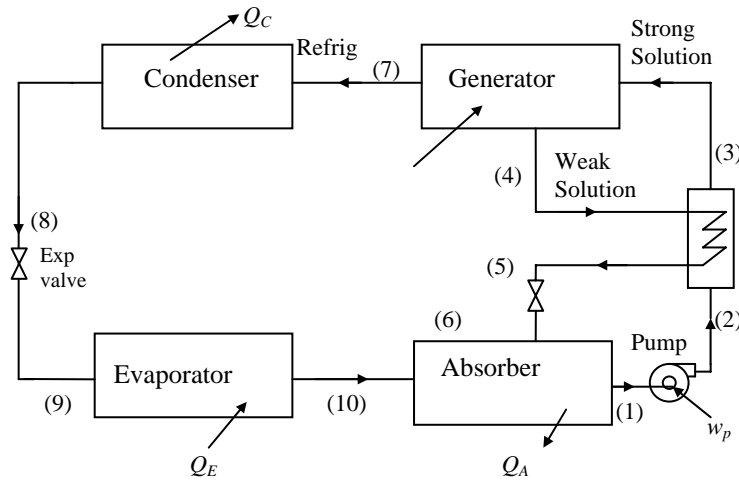 Q_C
Refrig
Strong
Solution
Condenser
(7)
Generator
(3)
(4)
Weak
Solution
(8)
Exp
valve
(5)
(6)
(2)
Pump
Evaporator
Absorber
(9)
(10)
(1)
w_p
Q_E
Q_A